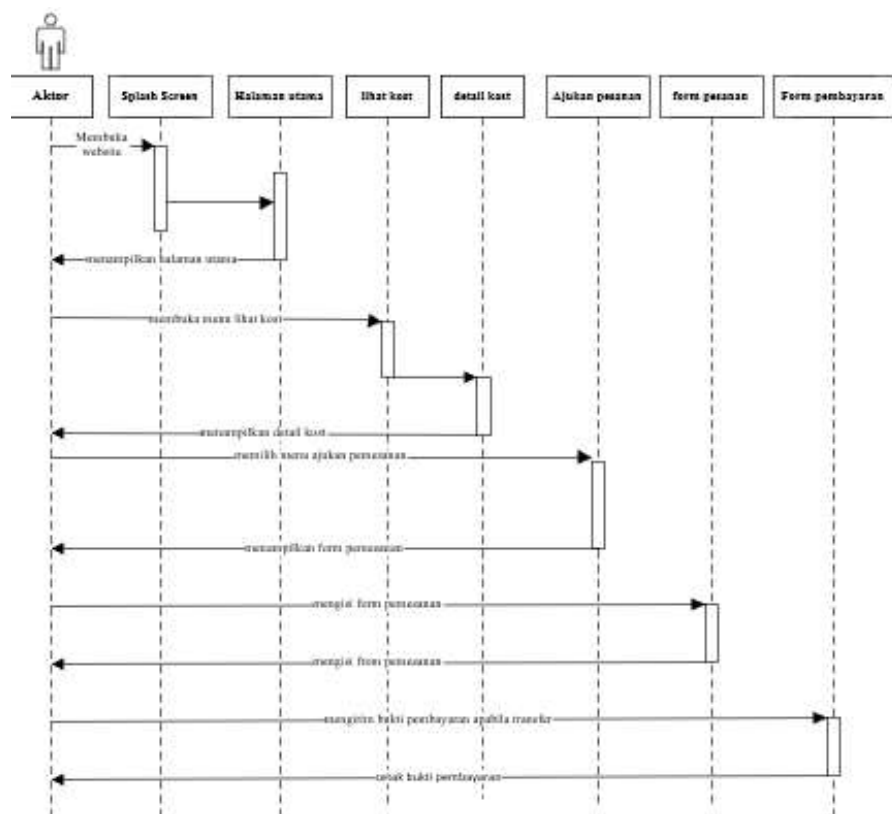 Aktor
Splash Screen
Halaman utama
lihat kost
detail kost
Ajukan pesanan
form pesanan
Form pembayaran
Membuka
website
menampilkan halaman utama
membuka menu lihat kost
menampilkan detail kost
memilih menu ajukan pemesanan
menampilkan form pemesanan
mengisi form pemesanan
mengisi from pemesanan
mengirim bukti pembayaran apabila transfer
cetak bukti pembayaran